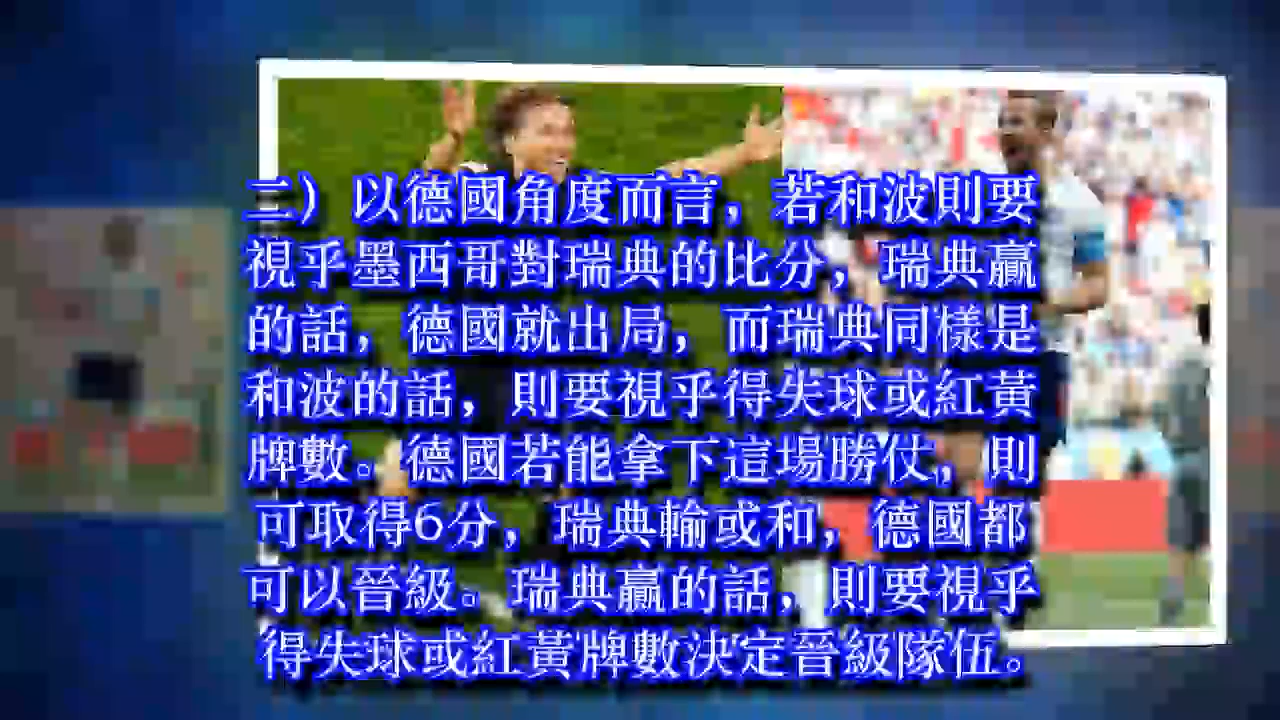 二）以德國角度而言，若和波則要
視乎墨西哥對瑞典的比分，瑞典贏
的話，德國就出局，而瑞典同樣是
和波的話，則要視乎得失球或紅黃
牌數。德國若能拿下這場勝仗，則
可取得6分，瑞典輸或和，德國都
可以晉級。瑞典贏的話，則要視乎
得失球或紅黃牌數決定晉級隊伍。